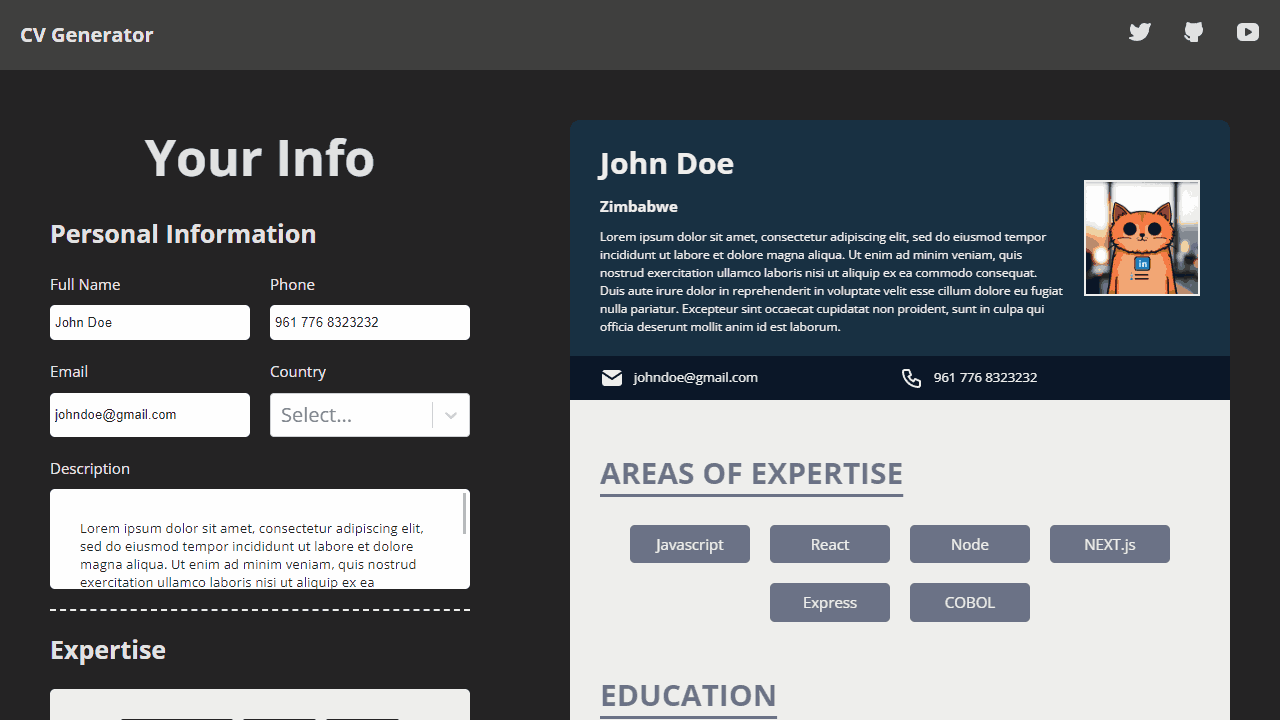 CV Generator
Your Info
Personal Information
Full Name
Phone
John Doe
961 776 8323232
Email
Country
johndoe@gmail.com
Select...
Description
Lorem ipsum dolor sit amet, consectetur adipiscing elit,
sed do eiusmod tempor incididunt ut labore et dolore
magna aliqua. Ut enim ad minim veniam, quis nostrud
exercitation ullamco laboris nisi ut aliquip ex ea
Expertise
John Doe
Zimbabwe
Lorem ipsum dolor sit amet, consectetur adipiscing elit, sed do eiusmod tempor
incididunt ut labore et dolore magna aliqua. Ut enim ad minim veniam, quis
nostrud exercitation ullamco laboris nisi ut aliquip ex ea commodo consequat.
Duis aute irure dolor in reprehenderit in voluptate velit esse cillum dolore eu fugiat
nulla pariatur. Excepteur sint occaecat cupidatat non proident, sunt in culpa qui
officia deserunt mollit anim id est laborum.
in
johndoe@gmail.com
961 776 8323232
AREAS OF EXPERTISE
Javascript
React
Node
NEXT.js
Express
COBOL
EDUCATION